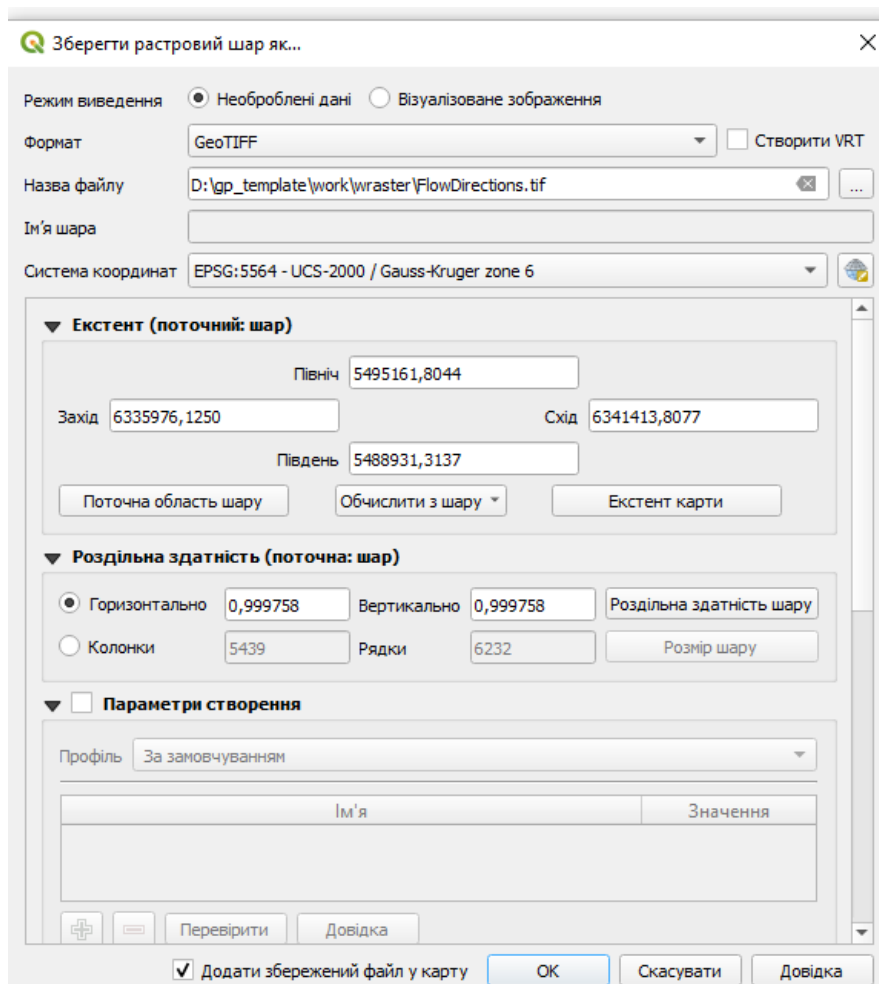 Зберегти растровий шар як...
Режим виведення Необроблені дані Візуалізоване зображення
Формат GeoTIFF Створити VRT
Назва файлу D:\gp_template\work\wraster\FlowDirections.tif ...
Ім'я шара
Система координат EPSG:5564 - UCS-2000 / Gauss-Kruger zone 6
Екстент (поточний: шар)
Північ 5495161,8044
Захід 6335976,1250 Схід 6341413,8077
Південь 5488931,3137
Поточна область шару Обчислити з шару Екстент карти
Роздільна здатність (поточна: шар)
Горизонтально 0,999758 Вертикально 0,999758 Роздільна здатність шару
Колонки 5439 Рядки 6232 Розмір шару
Параметри створення
Профіль За замовчуванням
Ім'я Значення
Перевірити Довідка
Додати збережений файл у карту OK Скасувати Довідка